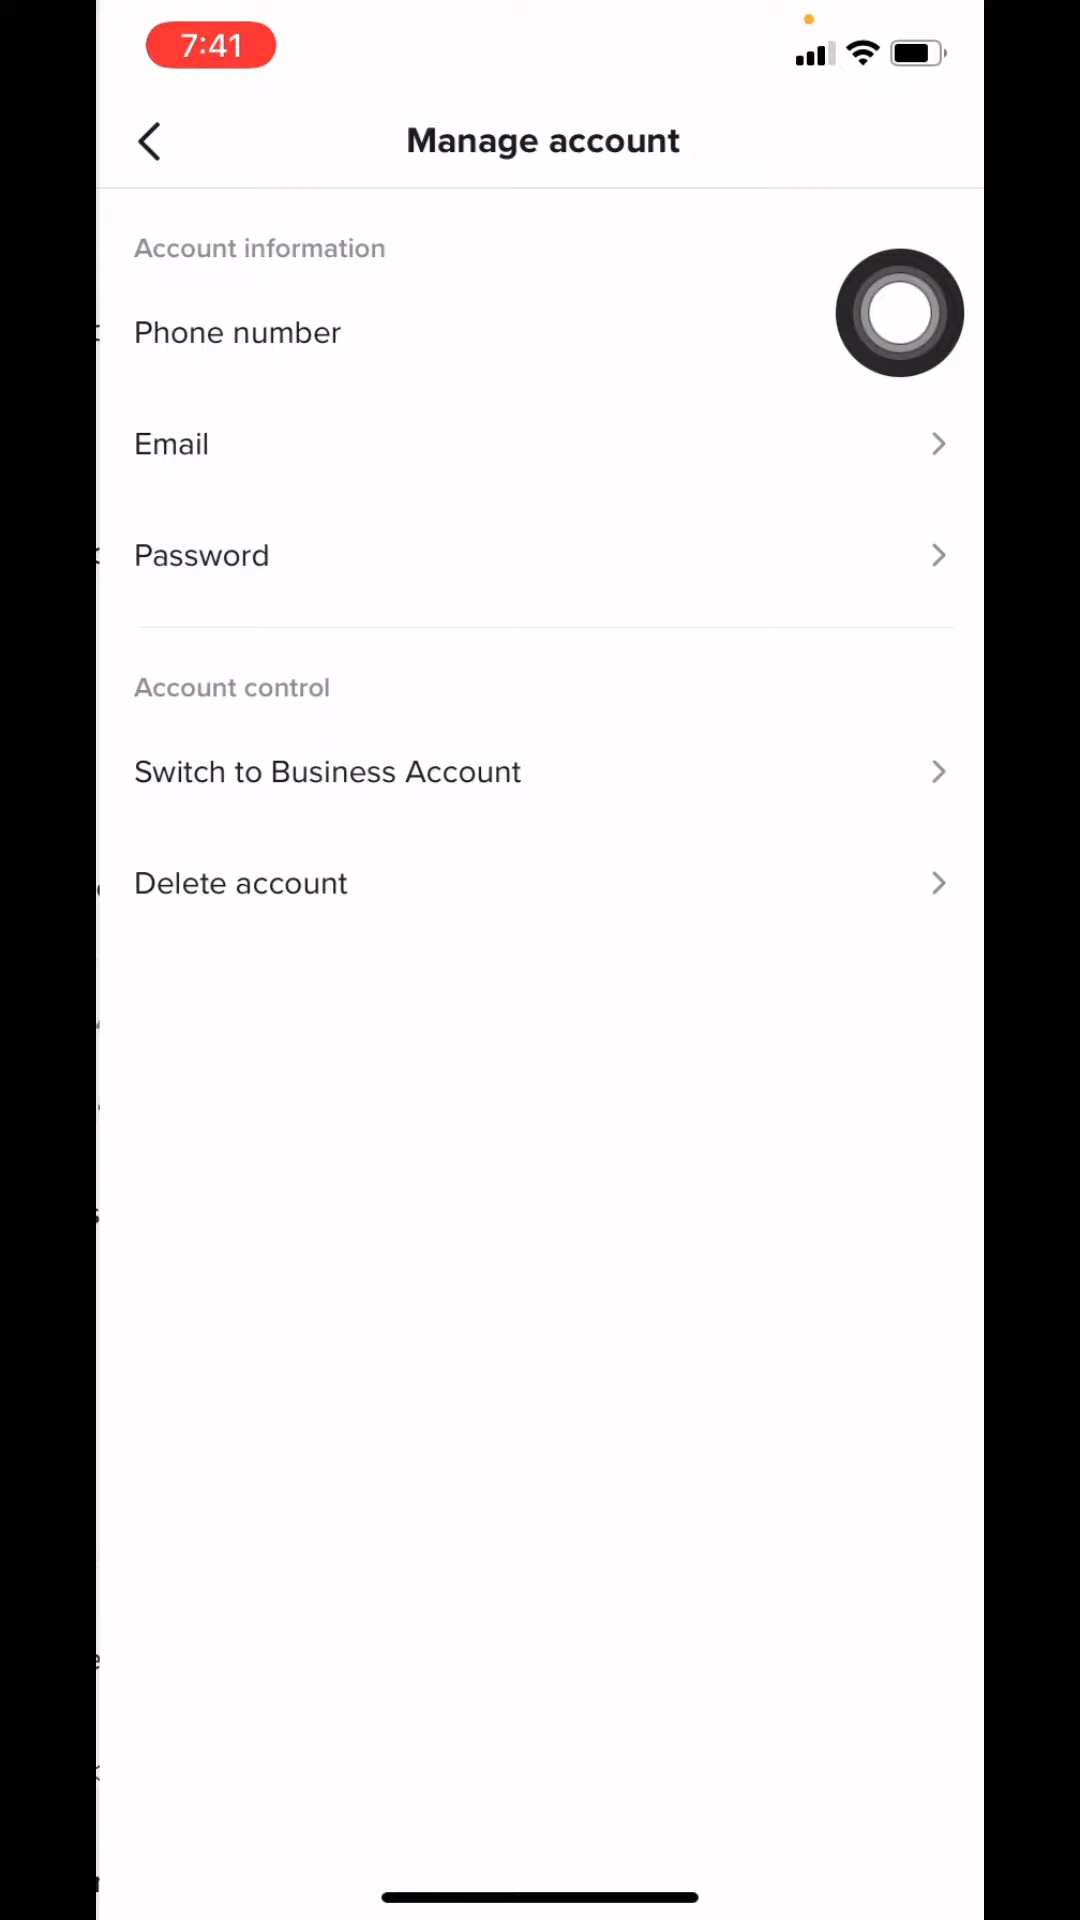 7:41
Manage account
Account information
Phone number
Email
Password
Account control
Switch to Business Account
Delete account